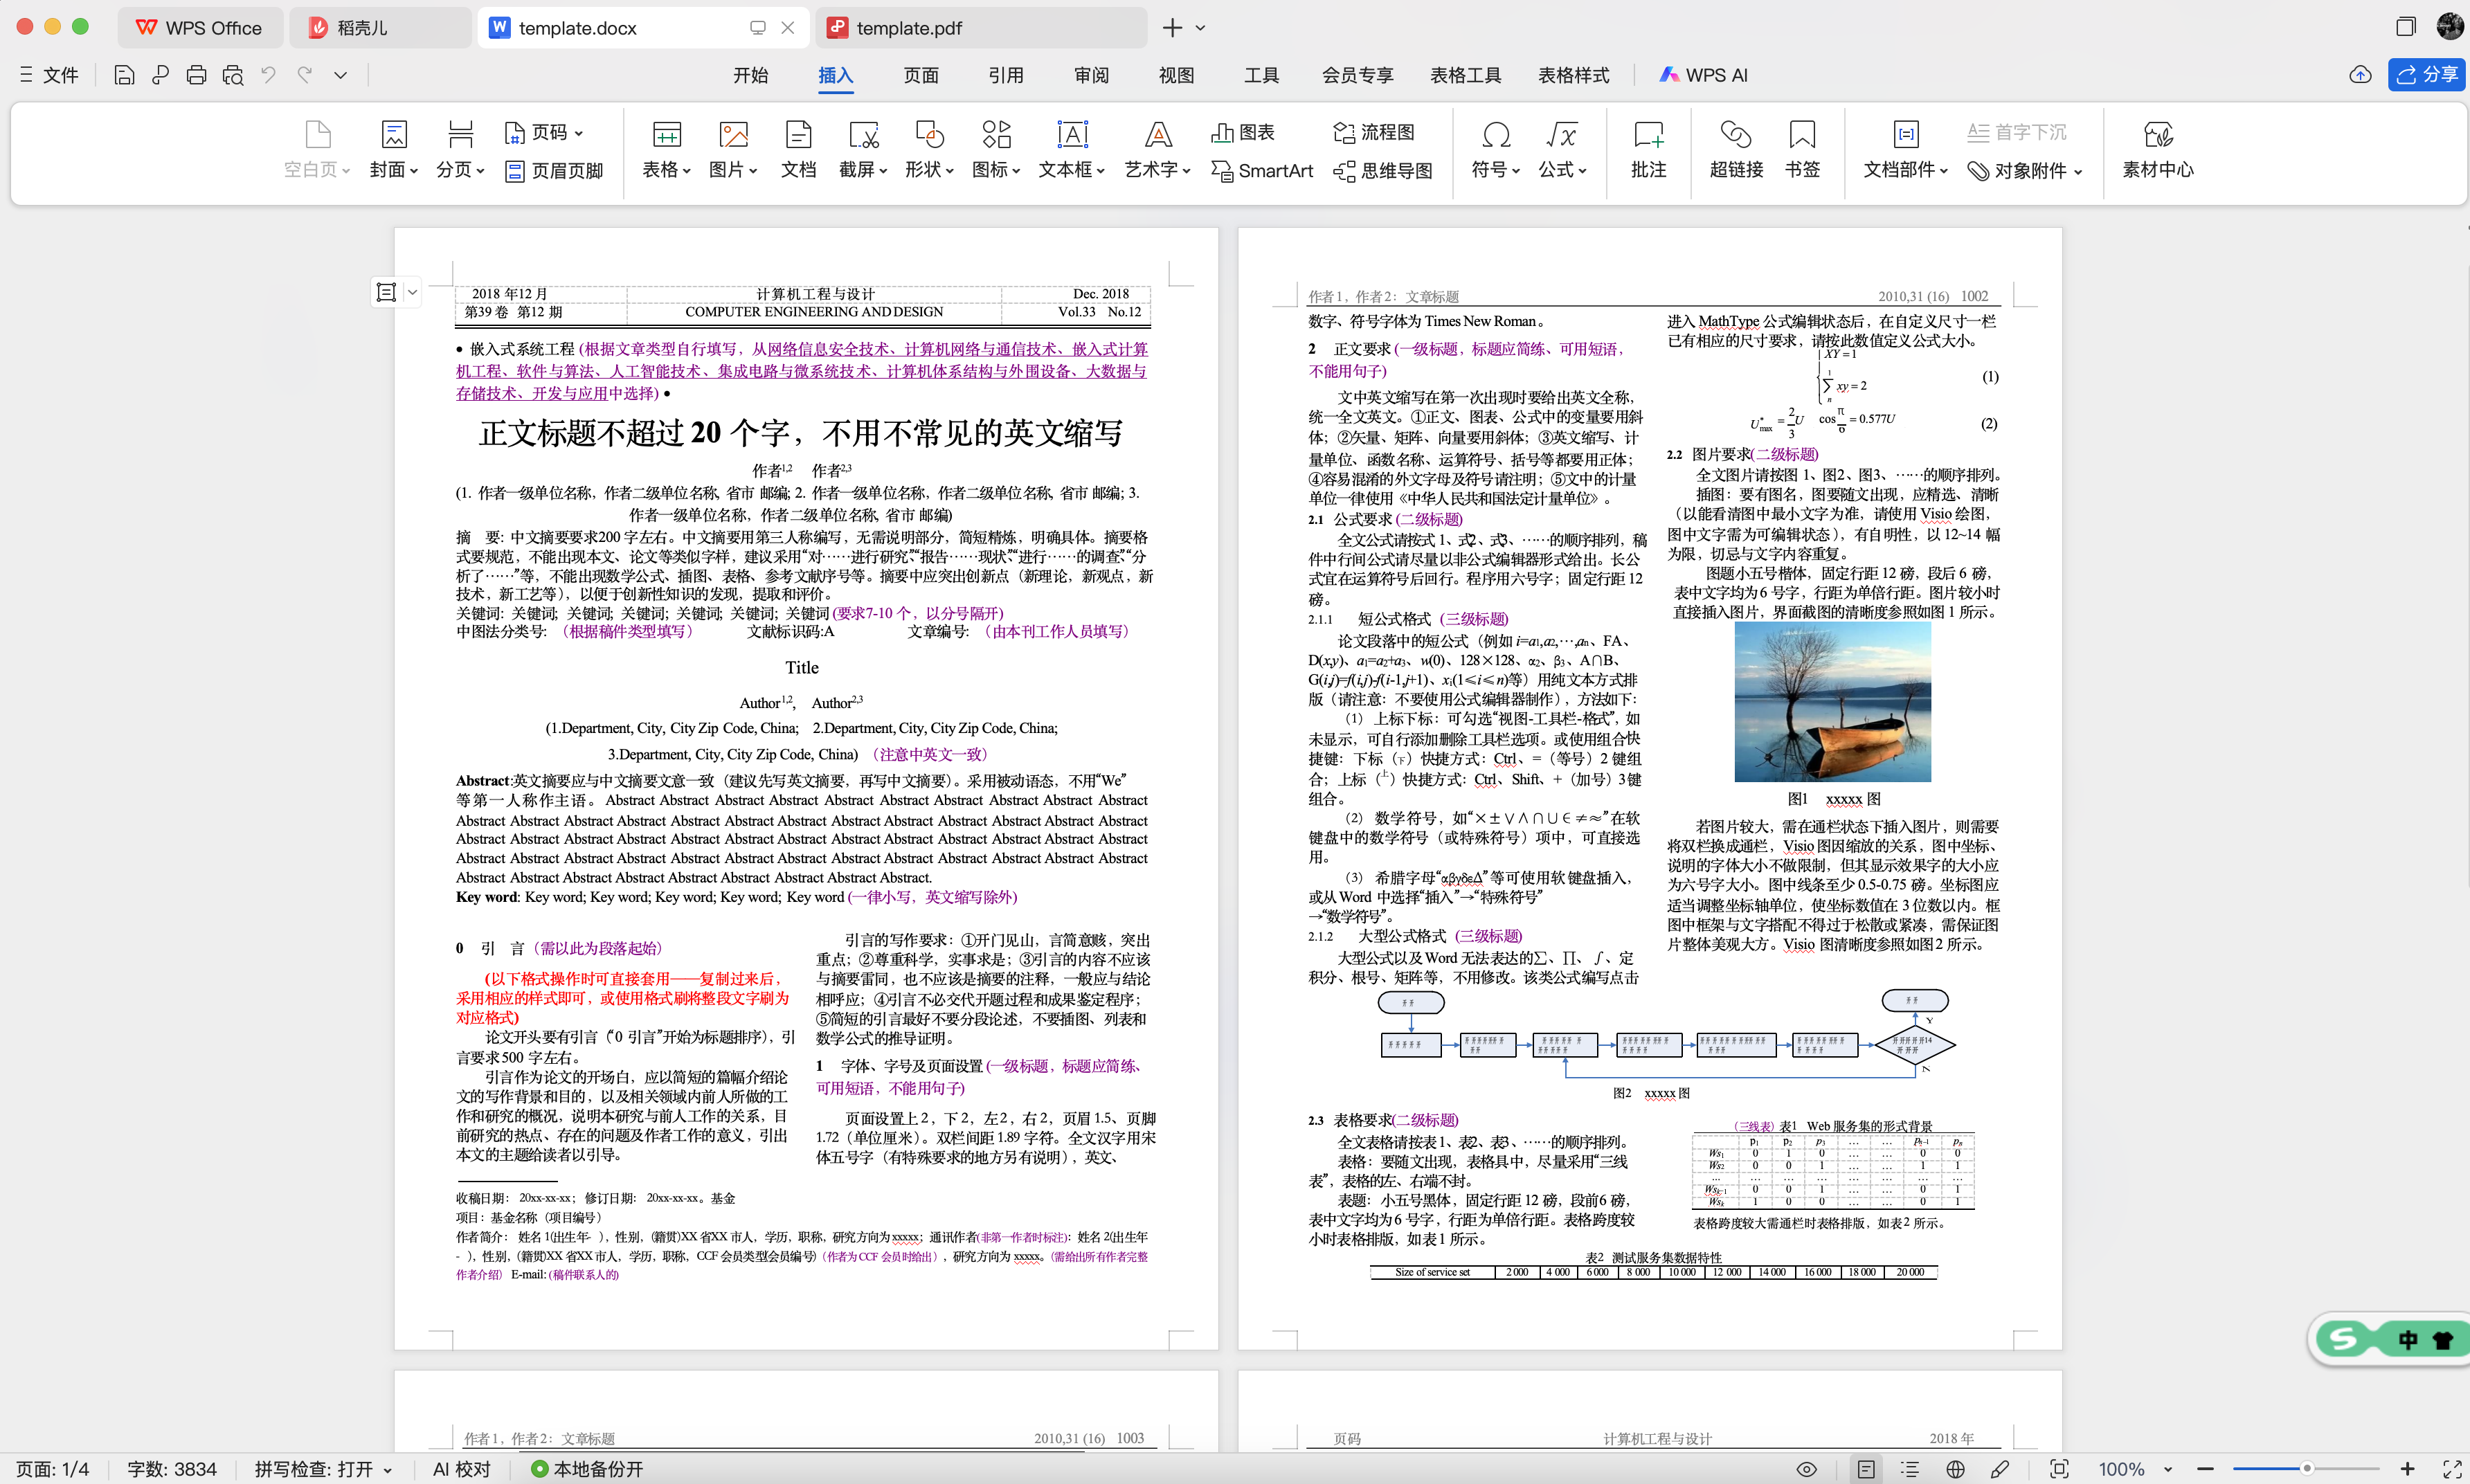 WPS Office
稻壳儿
template.docx
template.pdf
文件
开始
插入
页面
引用
审阅
视图
工具
会员专享
表格工具
表格样式
WPS AI
分享
空白页
封面
分页
页码
页眉页脚
表格
图片
文档
截屏
形状
图标
文本框
艺术字
图表
SmartArt
流程图
思维导图
符号
公式
批注
超链接
书签
文档部件
首字下沉
对象附件
素材中心
2018 年12 月 计算机工程与设计 Dec. 2018
第39 卷 第12 期 COMPUTER ENGINEERING AND DESIGN Vol.33 No.12
● 嵌入式系统工程 (根据文章类型自行填写，从网络信息安全技术、计算机网络与通信技术、嵌入式计算
机工程、软件与算法、人工智能技术、集成电路与微系统技术、计算机体系结构与外围设备、大数据与
存储技术、开发与应用中选择) ●
正文标题不超过 20 个字，不用不常见的英文缩写
作者1,2 作者2,3
(1. 作者一级单位名称，作者二级单位名称, 省市 邮编; 2. 作者一级单位名称，作者二级单位名称, 省市 邮编; 3.
作者一级单位名称，作者二级单位名称, 省市 邮编)
摘 要: 中文摘要要求200 字左右。中文摘要用第三人称编写，无需说明部分，简短精炼，明确具体。摘要格
式要规范，不能出现本文、论文等类似字样，建议采用“对……进行研究”“报告……现状”“进行……的调查”“分
析了……”等，不能出现数学公式、插图、表格、参考文献序号等。摘要中应突出创新点（新理论，新观点，新
技术，新工艺等），以便于创新性知识的发现，提取和评价。
关键词: 关键词; 关键词; 关键词; 关键词; 关键词; 关键词 (要求7-10 个，以分号隔开)
中图法分类号: （根据稿件类型填写） 文献标识码:A 文章编号: （由本刊工作人员填写）
Title
Author1,2, Author2,3
(1.Department, City, City Zip Code, China; 2.Department, City, City Zip Code, China;
3.Department, City, City Zip Code, China) （注意中英文一致）
Abstract:英文摘要应与中文摘要文意一致（建议先写英文摘要，再写中文摘要）。采用被动语态，不用“We”
等第一人称作主语。Abstract Abstract Abstract Abstract Abstract Abstract Abstract Abstract Abstract Abstract
Abstract Abstract Abstract Abstract Abstract Abstract Abstract Abstract Abstract Abstract Abstract Abstract Abstract
Abstract Abstract Abstract Abstract Abstract Abstract Abstract Abstract Abstract Abstract Abstract Abstract Abstract
Abstract Abstract Abstract Abstract Abstract Abstract Abstract Abstract Abstract Abstract Abstract Abstract Abstract
Abstract Abstract Abstract Abstract Abstract Abstract Abstract Abstract Abstract.
Key word: Key word; Key word; Key word; Key word; Key word (一律小写，英文缩写除外)
0 引 言（需以此为段落起始）
(以下格式操作时可直接套用——复制过来后，
采用相应的样式即可，或使用格式刷将整段文字刷为
对应格式)
论文开头要有引言（“0 引言”开始为标题排序），引
言要求500 字左右。
引言作为论文的开场白，应以简短的篇幅介绍论
文的写作背景和目的，以及相关领域内前人所做的工
作和研究的概况，说明本研究与前人工作的关系，目
前研究的热点、存在的问题及作者工作的意义，引出
本文的主题给读者以引导。
引言的写作要求：①开门见山，言简意赅，突出
重点；②尊重科学，实事求是；③引言的内容不应该
与摘要雷同，也不应该是摘要的注释，一般应与结论
相呼应；④引言不必交代开题过程和成果鉴定程序；
⑤简短的引言最好不要分段论述，不要插图、列表和
数学公式的推导证明。
1 字体、字号及页面设置 (一级标题，标题应简练、
可用短语，不能用句子)
页面设置上 2，下 2，左 2，右 2，页眉 1.5、页脚
1.72（单位厘米）。双栏间距 1.89 字符。全文汉字用宋
体五号字（有特殊要求的地方另有说明），英文、
收稿日期： 20xx-xx-xx；修订日期： 20xx-xx-xx。基金
项目：基金名称（项目编号）
作者简介： 姓名 1(出生年- )，性别，(籍贯)XX 省XX 市人，学历，职称，研究方向为 xxxxx；通讯作者(非第一作者时标注)：姓名 2(出生年
- )，性别，(籍贯)XX 省XX 市人，学历，职称，CCF 会员类型(会员编号)（作者为CCF 会员时给出），研究方向为 xxxxx。(需给出所有作者完整
作者介绍) E-mail: (稿件联系人的)
作者 1，作者 2：文章标题 2010,31 (16) 1002
数字、符号字体为 Times New Roman。
2 正文要求 (一级标题，标题应简练、可用短语，
不能用句子)
文中英文缩写在第一次出现时要给出英文全称，
统一全文英文。①正文、图表、公式中的变量要用斜
体；②矢量、矩阵、向量要用斜体；③英文缩写、计
量单位、函数名称、运算符号、括号等都要用正体；
④容易混淆的外文字母及符号请注明；⑤文中的计量
单位一律使用《中华人民共和国法定计量单位》。
2.1 公式要求 (二级标题)
全文公式请按式 1、式2、式3、……的顺序排列，稿
件中行间公式请尽量以非公式编辑器形式给出。长公
式宜在运算符号后回行。程序用六号字；固定行距 12
磅。
2.1.1 短公式格式 (三级标题)
论文段落中的短公式（例如 i=a1,a2,…,an、FA、
D(x,y)、a1=a2+a3、w(0)、128×128、α2、β3、A∩B、
G(i,j)=f(i,j)-f(i-1,j+1)、xi(1⩽i⩽n)等）用纯文本方式排
版（请注意：不要使用公式编辑器制作），方法如下：
（1）上标下标：可勾选“视图-工具栏-格式”，如
未显示，可自行添加删除工具栏选项。或使用组合快
捷键：下标（下）快捷方式：Ctrl、=（等号）2 键组
合；上标（上）快捷方式：Ctrl、Shift、+（加号）3 键
组合。
（2）数学符号，如“×±∨∧∩∪∈≠≈”在软
键盘中的数学符号（或特殊符号）项中，可直接选
用。
（3）希腊字母“αβγδεΔ”等可使用软键盘插入，
或从 Word 中选择“插入”→“特殊符号”
→“数学符号”。
2.1.2 大型公式格式 (三级标题)
大型公式以及 Word 无法表达的∑、∏、∫、定
积分、根号、矩阵等，不用修改。该类公式编写点击
进入 MathType 公式编辑状态后，在自定义尺寸一栏
已有相应的尺寸要求，请按此数值定义公式大小。
XY = 1
1
∑ xy = 2 (1)
n
U*max = 2/3 U cos π/6 = 0.577U (2)
2.2 图片要求(二级标题)
全文图片请按图 1、图2、图3、……的顺序排列。
插图：要有图名，图要随文出现，应精选、清晰
（以能看清图中最小文字为准，请使用 Visio 绘图，
图中文字需为可编辑状态），有自明性，以 12~14 幅
为限，切忌与文字内容重复。
图题小五号楷体，固定行距 12 磅，段后 6 磅，
表中文字均为 6 号字，行距为单倍行距。图片较小时
直接插入图片，界面截图的清晰度参照如图 1 所示。
图1 xxxxx 图
若图片较大，需在通栏状态下插入图片，则需要
将双栏换成通栏，Visio 图因缩放的关系，图中坐标、
说明的字体大小不做限制，但其显示效果字的大小应
为六号字大小。图中线条至少 0.5-0.75 磅。坐标图应
适当调整坐标轴单位，使坐标数值在 3 位数以内。框
图中框架与文字搭配不得过于松散或紧凑，需保证图
片整体美观大方。Visio 图清晰度参照如图 2 所示。
Y
N
图2 xxxxx 图
2.3 表格要求(二级标题)
全文表格请按表 1、表2、表3、……的顺序排列。
表格：要随文出现，表格具中，尽量采用“三线
表”，表格的左、右端不封。
表题：小五号黑体，固定行距 12 磅，段前 6 磅，
表中文字均为 6 号字，行距为单倍行距。表格跨度较
小时表格排版，如表 1 所示。
（三线表）表1 Web 服务集的形式背景
p1 p2 p3 … … pn-1 pn
Ws1 0 1 0 … … 0 0
Ws2 0 0 1 … … 1 1
… … … … … … … …
Wsk-1 0 0 1 … … 0 1
Wsk 1 0 0 … … 0 1
表格跨度较大需通栏时表格排版，如表 2 所示。
表2 测试服务集数据特性
Size of service set 2 000 4 000 6 000 8 000 10 000 12 000 14 000 16 000 18 000 20 000
作者 1，作者 2：文章标题 2010,31 (16) 1003
页码 计算机工程与设计 2018 年
中
页面: 1/4
字数: 3834
拼写检查: 打开
AI 校对
本地备份开
100%